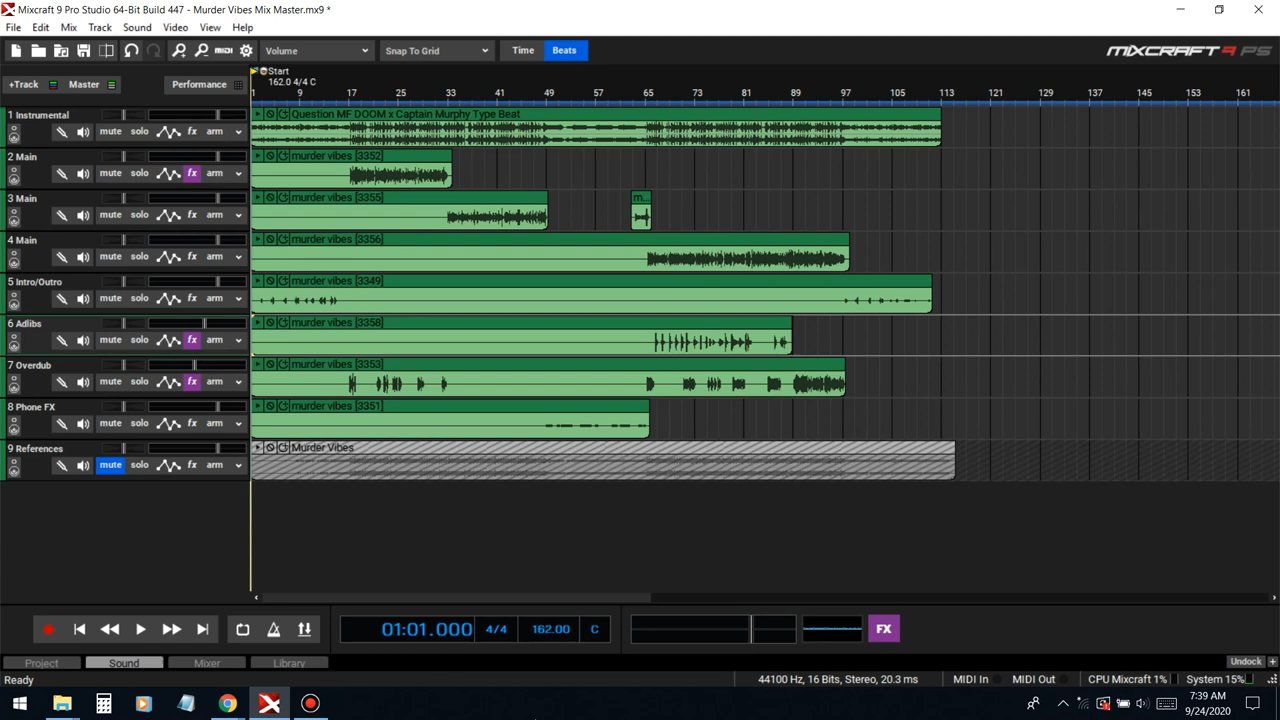 Mixcraft 9 Pro Studio 64-Bit Build 447 - Murder Vibes Mix Master.mx9 *
File Edit Mix Track Sound Video View Help
MIDI Volume Snap To Grid Time Beats MIXCRAFT 9 PS
+Track Master Performance Start
162.0 4/4 C
1 9 17 25 33 41 49 57 65 73 81 89 97 105 113 121 129 137 145 153 161
1 Instrumental Question MF DOOM x Captain Murphy Type Beat
mute solo fx arm
2 Main murder vibes [3352]
mute solo fx arm
3 Main murder vibes [3355] m...
mute solo fx arm
4 Main murder vibes [3356]
mute solo fx arm
5 Intro/Outro murder vibes [3349]
mute solo fx arm
6 Adlibs murder vibes [3358]
mute solo fx arm
7 Overdub murder vibes [3353]
mute solo fx arm
8 Phone FX murder vibes [3351]
mute solo fx arm
9 References Murder Vibes
mute solo fx arm
01:01.000 4/4 162.00 C FX
Project Sound Mixer Library Undock +
Ready 44100 Hz, 16 Bits, Stereo, 20.3 ms MIDI In MIDI Out CPU Mixcraft 1% System 15%
7:39 AM
9/24/2020